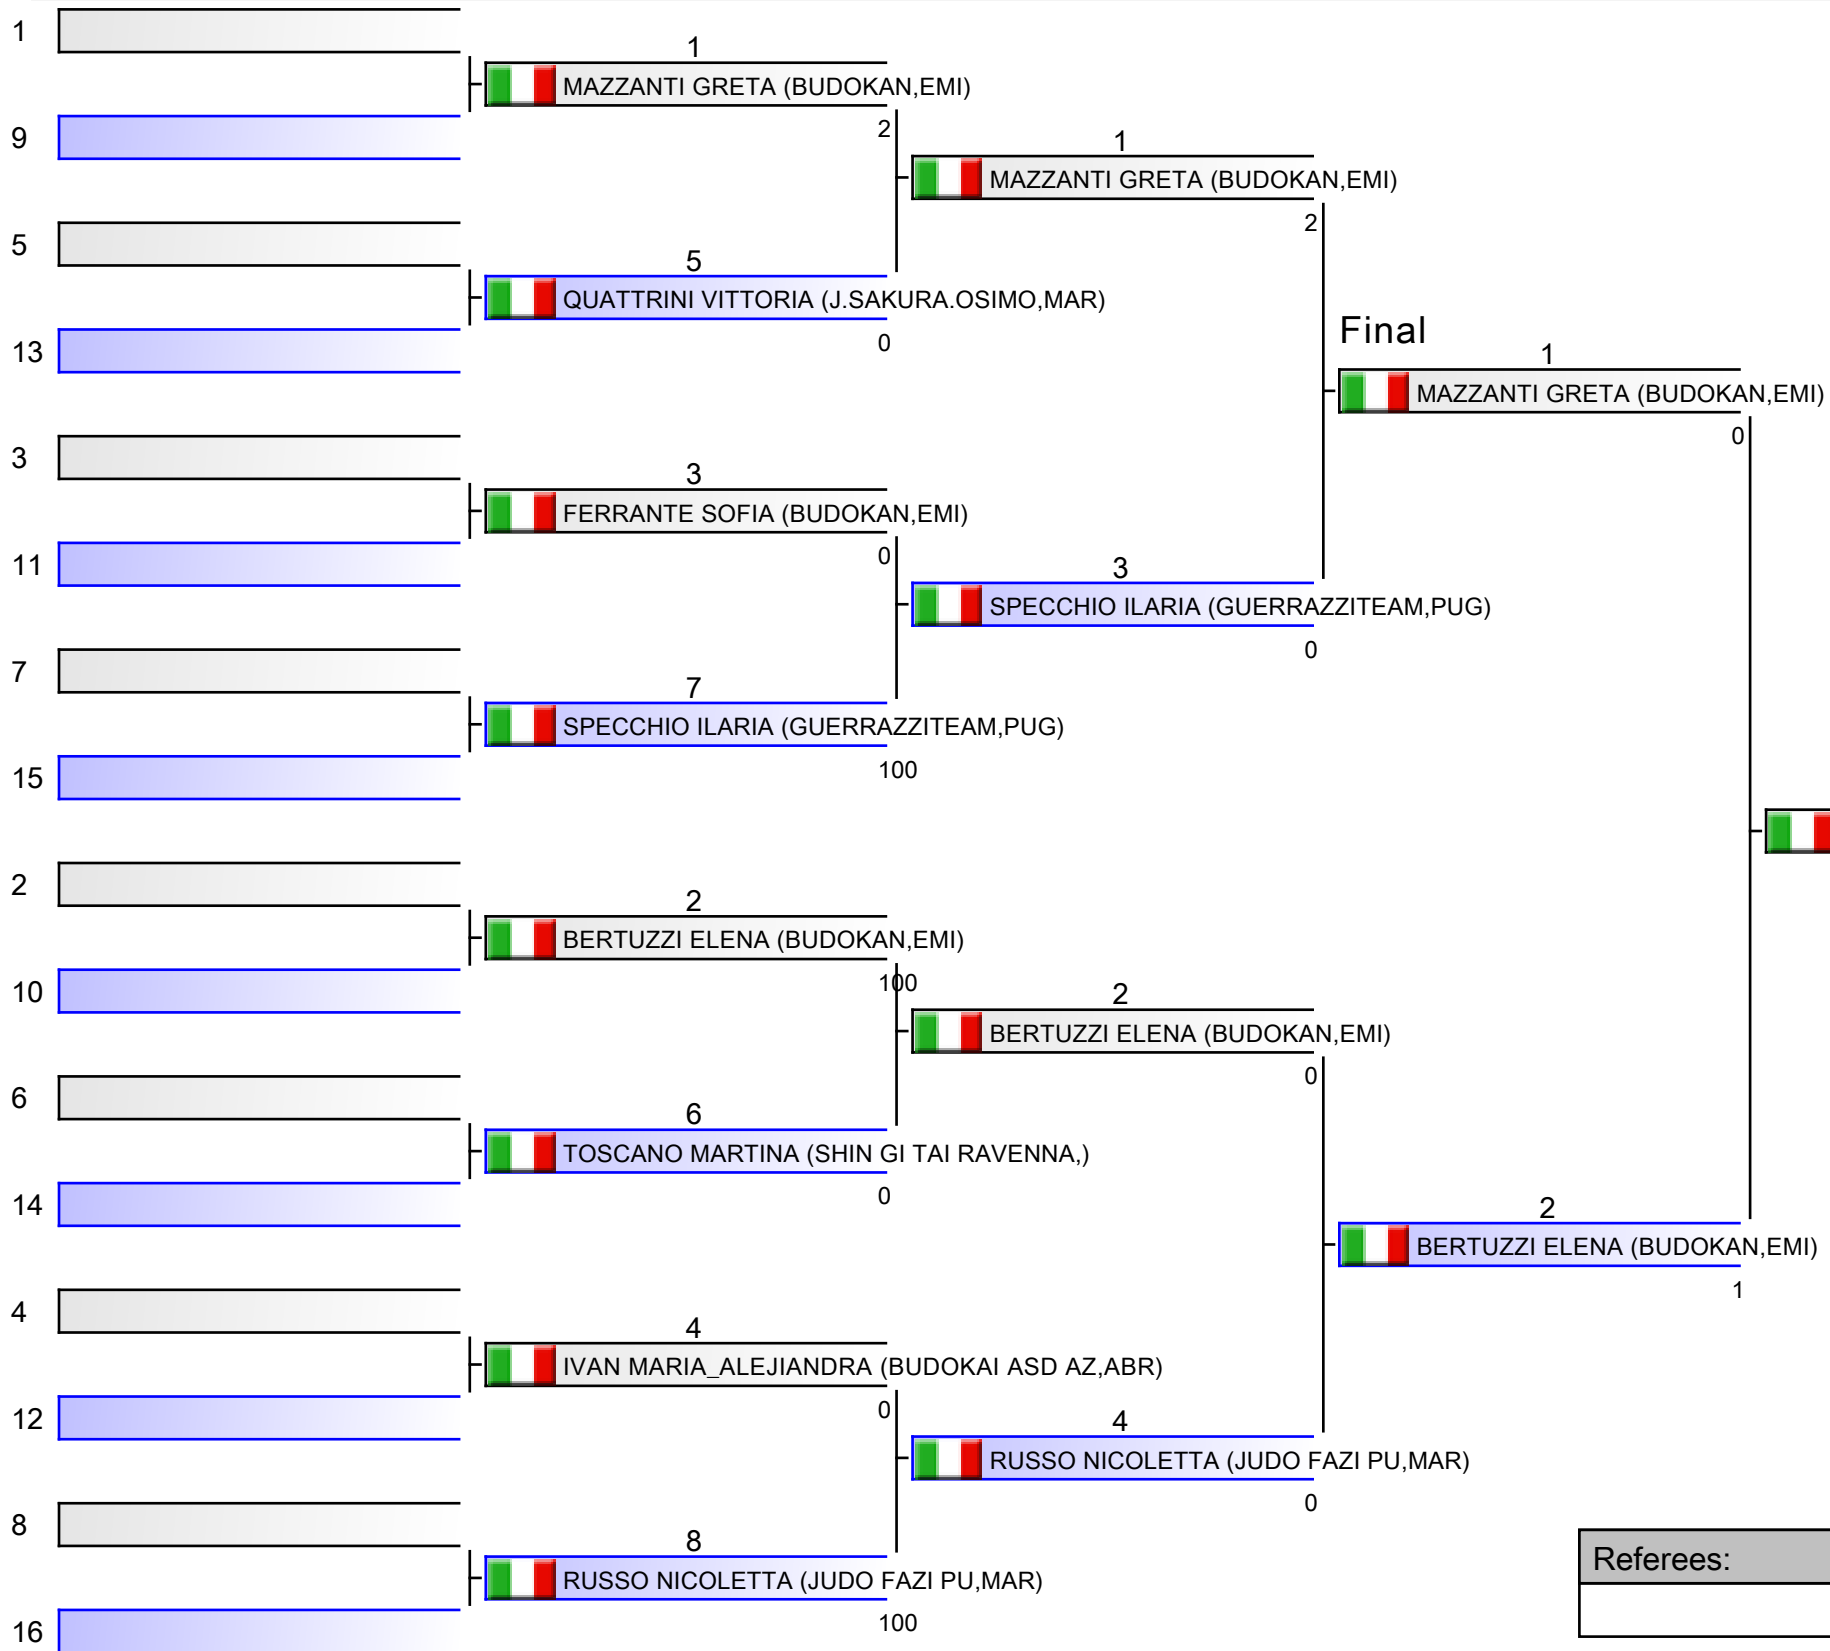 1
1
MAZZANTI GRETA (BUDOKAN,EMI)
2
9
1
MAZZANTI GRETA (BUDOKAN,EMI)
2
5
5
QUATTRINI VITTORIA (J.SAKURA.OSIMO,MAR)
0
13
Final
1
MAZZANTI GRETA (BUDOKAN,EMI)
0
3
3
FERRANTE SOFIA (BUDOKAN,EMI)
0
11
3
SPECCHIO ILARIA (GUERRAZZITEAM,PUG)
0
7
7
SPECCHIO ILARIA (GUERRAZZITEAM,PUG)
100
15
2
2
BERTUZZI ELENA (BUDOKAN,EMI)
100
10
2
BERTUZZI ELENA (BUDOKAN,EMI)
0
6
6
TOSCANO MARTINA (SHIN GI TAI RAVENNA,)
0
14
2
BERTUZZI ELENA (BUDOKAN,EMI)
1
4
4
IVAN MARIA_ALEJIANDRA (BUDOKAI ASD AZ,ABR)
0
12
4
RUSSO NICOLETTA (JUDO FAZI PU,MAR)
0
8
8
RUSSO NICOLETTA (JUDO FAZI PU,MAR)
100
16
Referees: